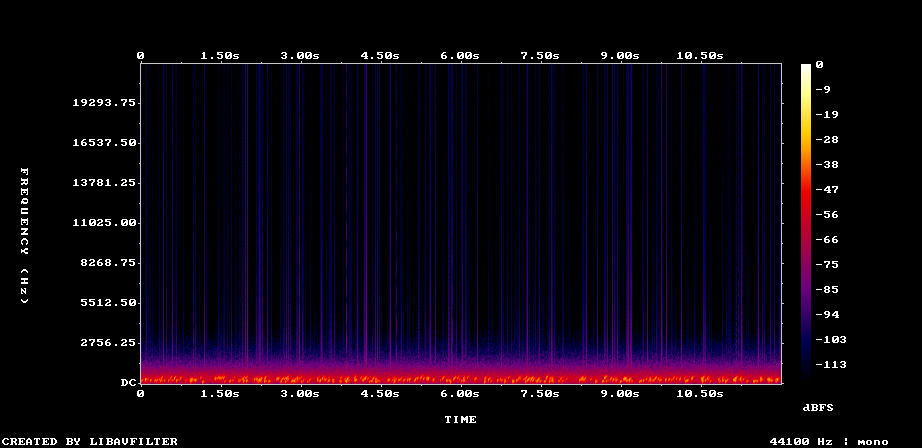 0 1.50s 3.00s 4.50s 6.00s 7.50s 9.00s 10.50s
0
-9
-19
-28
-38
-47
-56
-66
-75
-85
-94
-103
-113
dBFS
19293.75
16537.50
13781.25
11025.00
8268.75
5512.50
2756.25
DC
FREQUENCY (Hz)
0 1.50s 3.00s 4.50s 6.00s 7.50s 9.00s 10.50s
TIME
CREATED BY LIBAVFILTER
44100 Hz | mono